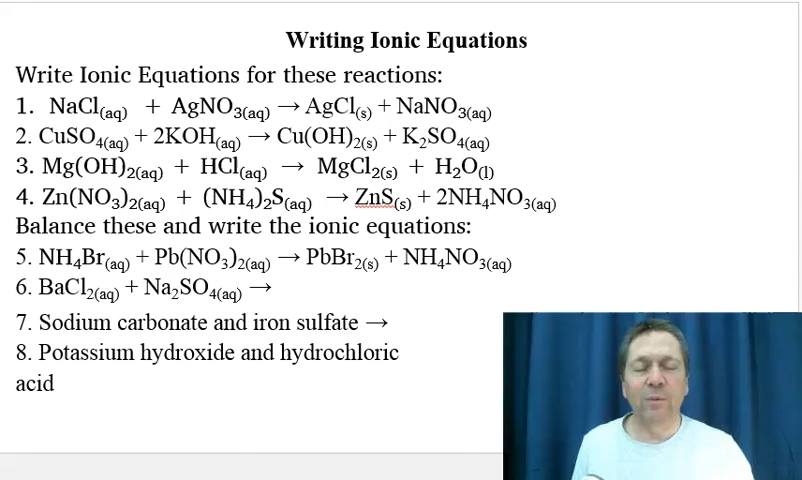 Writing Ionic Equations
Write Ionic Equations for these reactions:
1. NaCl(aq) + AgNO3(aq) → AgCl(s) + NaNO3(aq)
2. CuSO4(aq) + 2KOH(aq) → Cu(OH)2(s) + K2SO4(aq)
3. Mg(OH)2(aq) + HCl(aq) → MgCl2(s) + H2O(l)
4. Zn(NO3)2(aq) + (NH4)2S(aq) → ZnS(s) + 2NH4NO3(aq)
Balance these and write the ionic equations:
5. NH4Br(aq) + Pb(NO3)2(aq) → PbBr2(s) + NH4NO3(aq)
6. BaCl2(aq) + Na2SO4(aq) →
7. Sodium carbonate and iron sulfate →
8. Potassium hydroxide and hydrochloric
acid